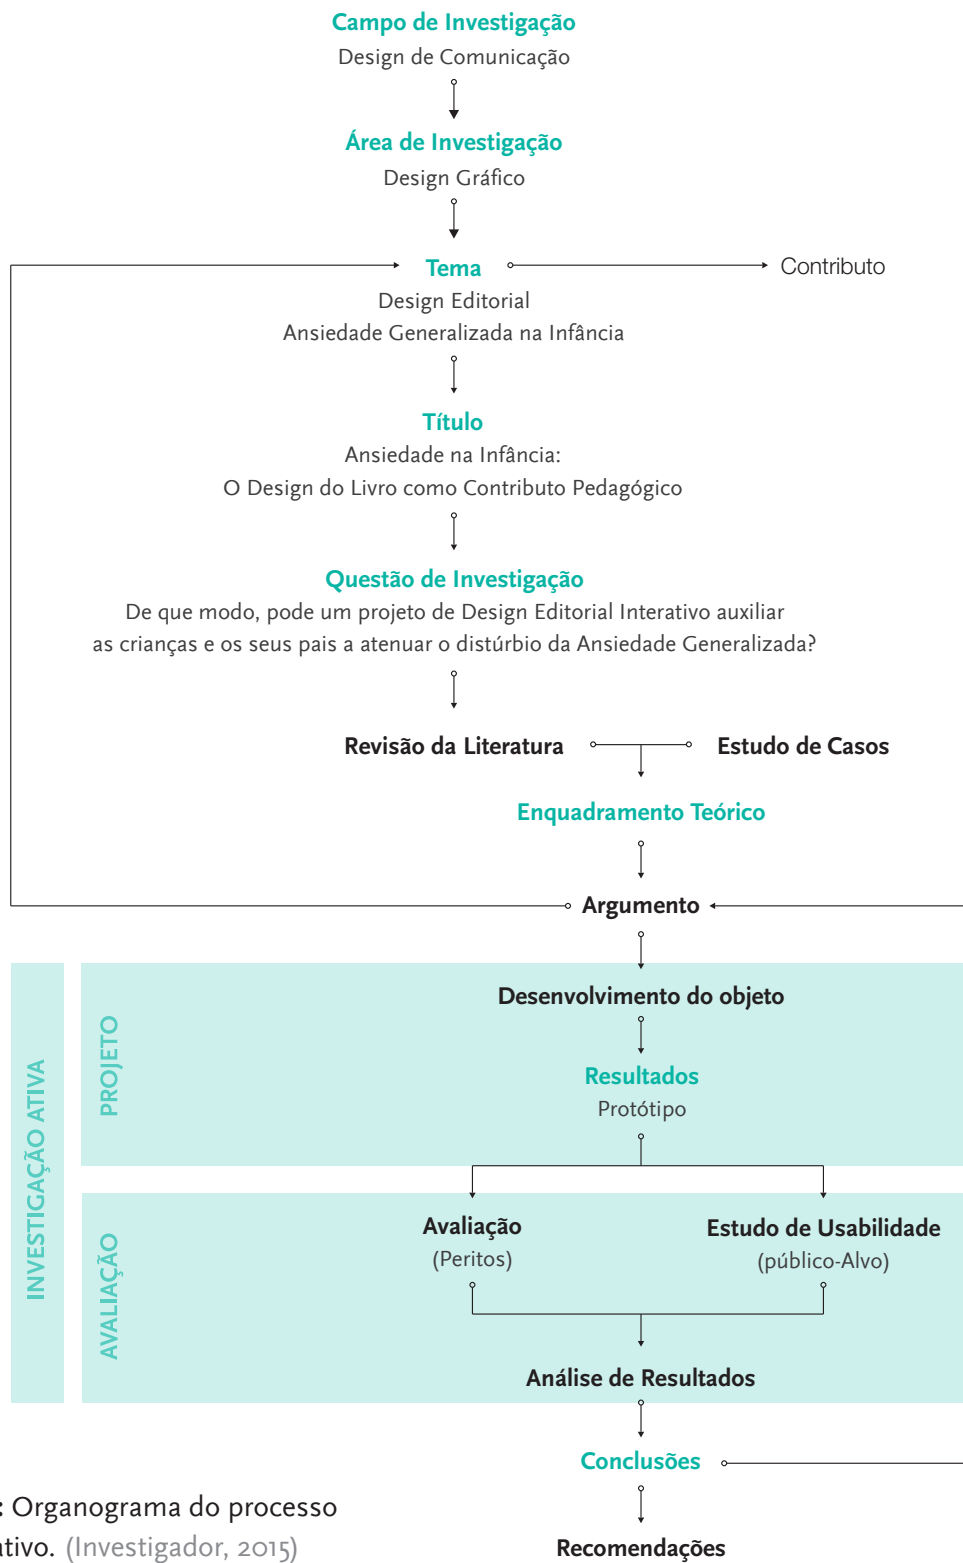 Campo de Investigação
Design de Comunicação
Área de Investigação
Design Gráfico
Tema
Contributo
Design Editorial
Ansiedade Generalizada na Infância
Título
Ansiedade na Infância:
O Design do Livro como Contributo Pedagógico
Questão de Investigação
De que modo, pode um projeto de Design Editorial Interativo auxiliar
as crianças e os seus pais a atenuar o distúrbio da Ansiedade Generalizada?
Revisão da Literatura
Estudo de Casos
Enquadramento Teórico
Argumento
INVESTIGAÇÃO ATIVA
PROJETO
Desenvolvimento do objeto
Resultados
Protótipo
AVALIAÇÃO
Avaliação
(Peritos)
Estudo de Usabilidade
(público-Alvo)
Análise de Resultados
Conclusões
Recomendações
: Organograma do processo
ativo. (Investigador, 2015)